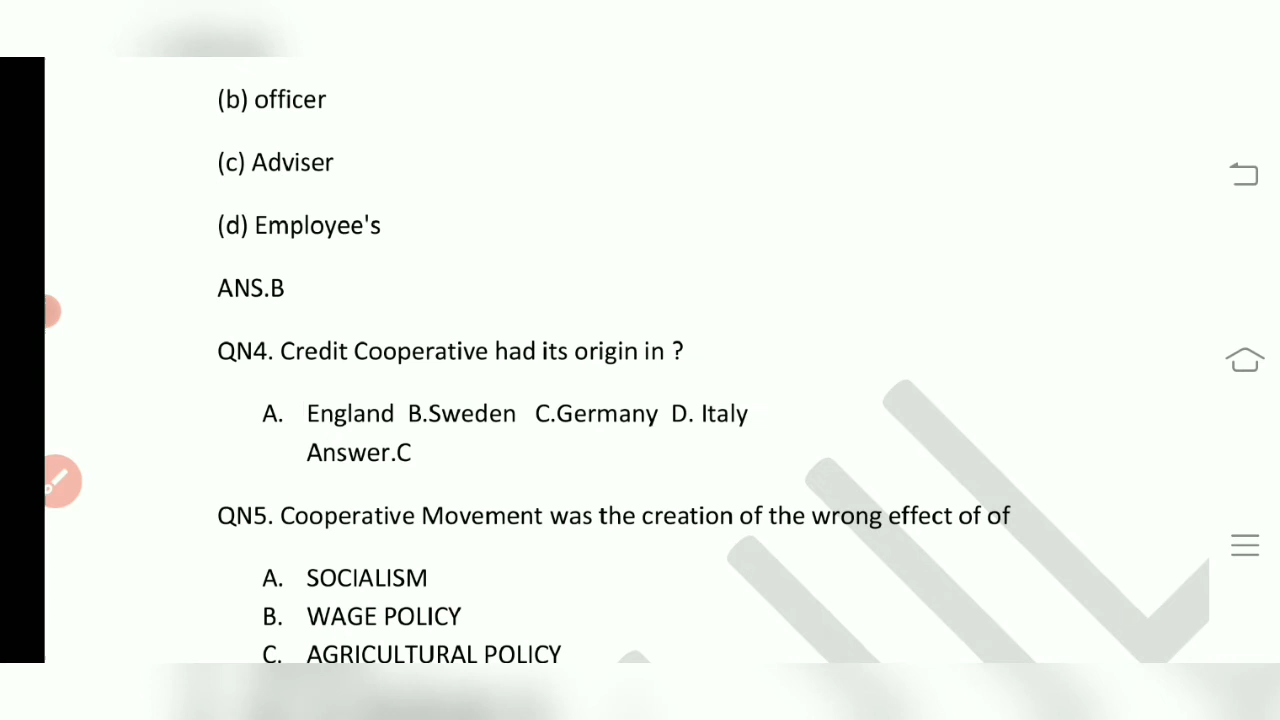 (b) officer
(c) Adviser
(d) Employee's
ANS.B
QN4. Credit Cooperative had its origin in ?
A. England B.Sweden C.Germany D. Italy
Answer.C
QN5. Cooperative Movement was the creation of the wrong effect of of
A. SOCIALISM
B. WAGE POLICY
C. AGRICULTURAL POLICY